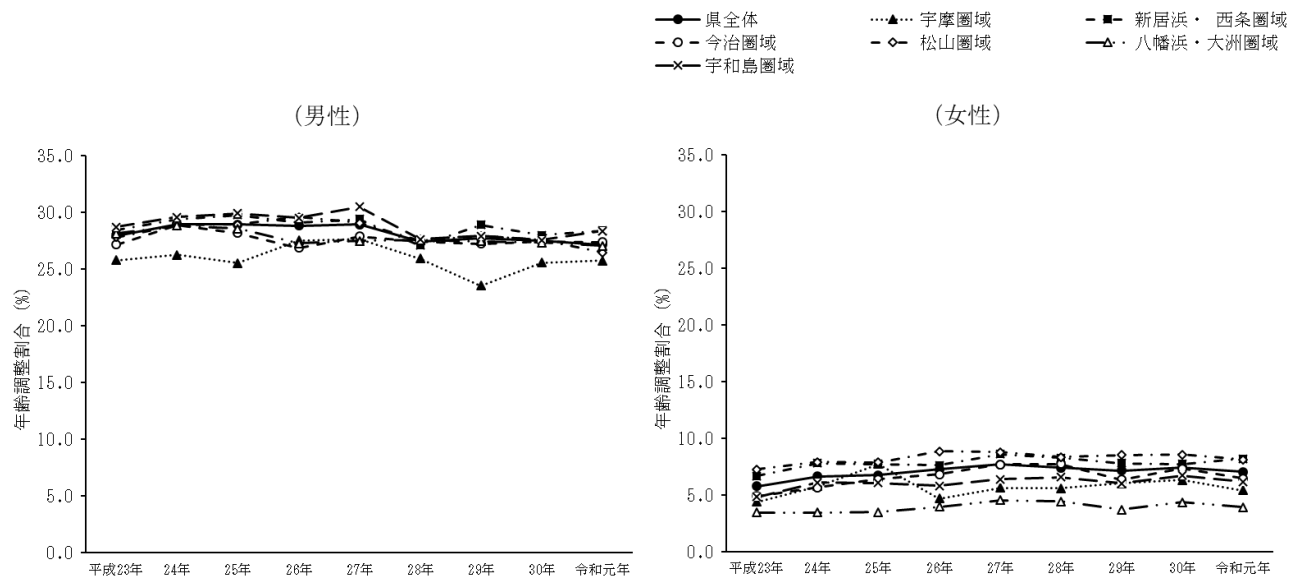 県全体 宇摩圏域 新居浜・ 西条圏域
今治圏域 松山圏域 八幡浜・大洲圏域
宇和島圏域
（男性）
年齢調整割合 (%)
35.0
30.0
25.0
20.0
15.0
10.0
5.0
0.0
平成23年 24年 25年 26年 27年 28年 29年 30年 令和元年
（女性）
年齢調整割合 (%)
35.0
30.0
25.0
20.0
15.0
10.0
5.0
0.0
平成23年 24年 25年 26年 27年 28年 29年 30年 令和元年